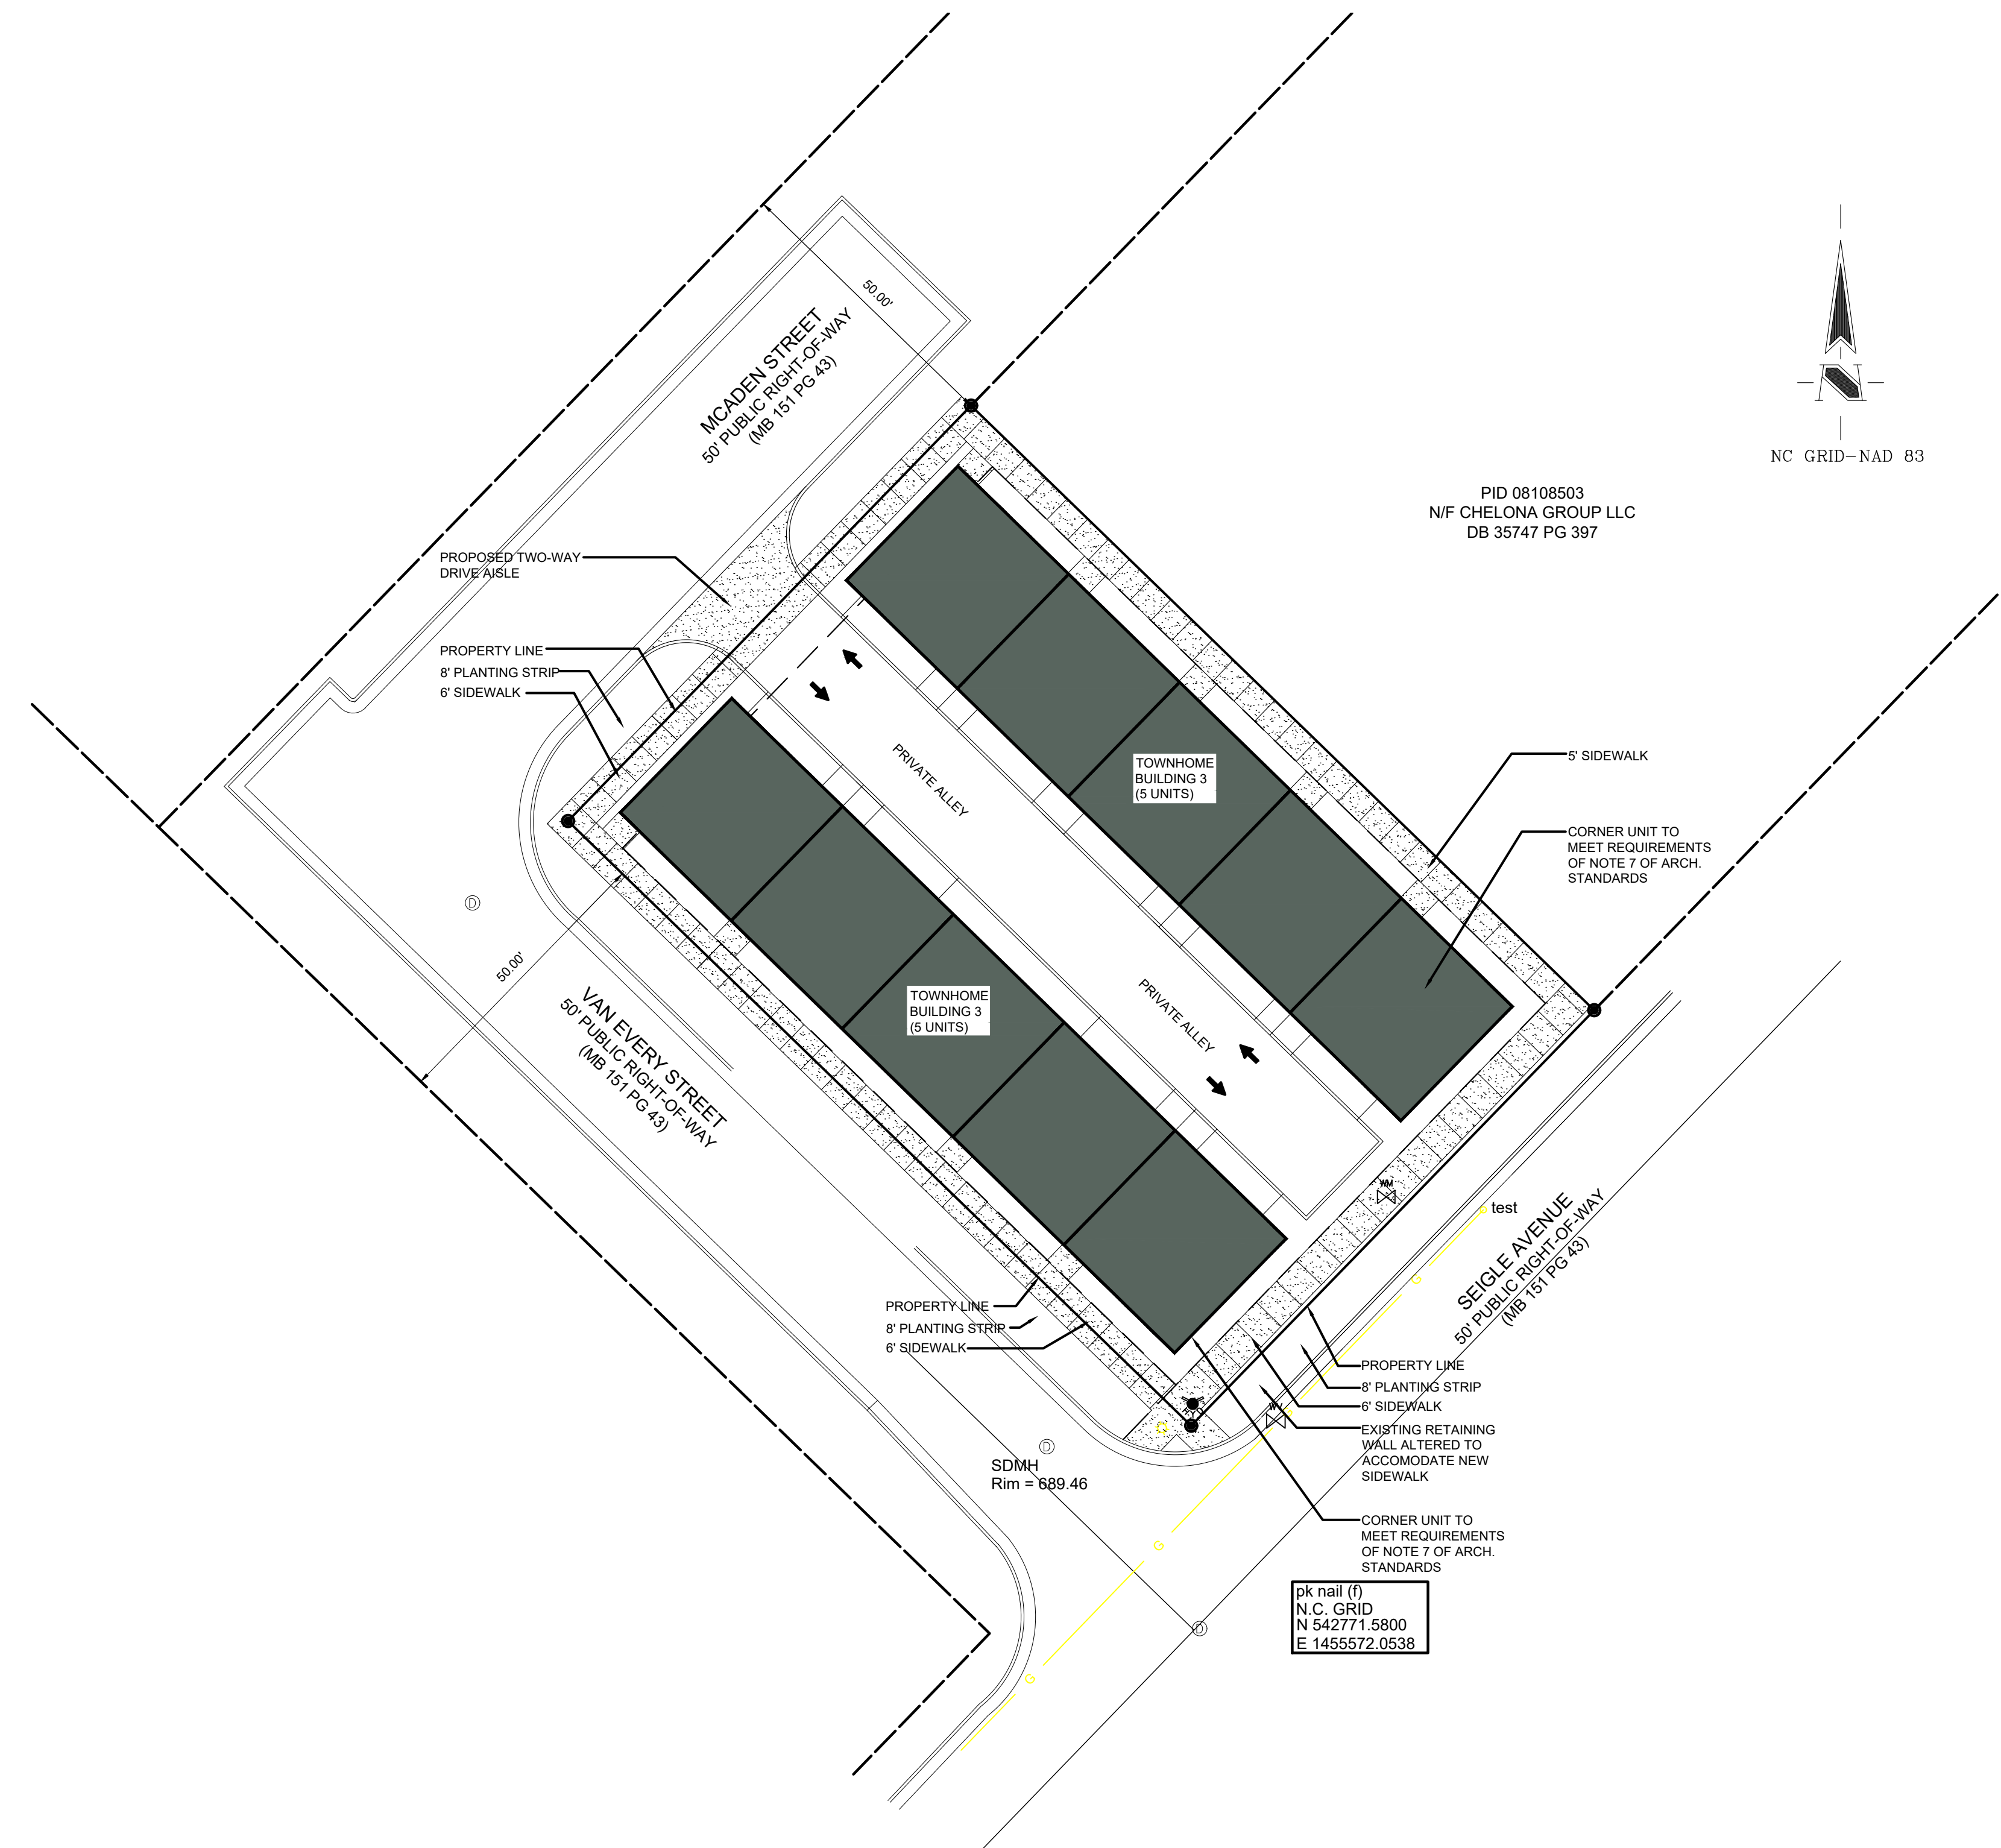 50.00'
MCADEN STREET
50' PUBLIC RIGHT-OF-WAY
(MB 151 PG 43)
N
NC GRID-NAD 83
PID 08108503
N/F CHELONA GROUP LLC
DB 35747 PG 397
PROPOSED TWO-WAY
DRIVE AISLE
PROPERTY LINE
8' PLANTING STRIP
6' SIDEWALK
PRIVATE ALLEY
TOWNHOME
BUILDING 3
(5 UNITS)
5' SIDEWALK
CORNER UNIT TO
MEET REQUIREMENTS
OF NOTE 7 OF ARCH.
STANDARDS
D
50.00'
VAN EVERY STREET
50' PUBLIC RIGHT-OF-WAY
(MB 151 PG 43)
TOWNHOME
BUILDING 3
(5 UNITS)
PRIVATE ALLEY
WM
G test
SEIGLE AVENUE
50' PUBLIC RIGHT-OF-WAY
(MB 151 PG 43)
G
PROPERTY LINE
8' PLANTING STRIP
6' SIDEWALK
PROPERTY LINE
8' PLANTING STRIP
6' SIDEWALK
EXISTING RETAINING
WALL ALTERED TO
ACCOMODATE NEW
SIDEWALK
HYD
WV
G
D
SDMH
Rim = 689.46
CORNER UNIT TO
MEET REQUIREMENTS
OF NOTE 7 OF ARCH.
STANDARDS
G
pk nail (f)
N.C. GRID
N 542771.5800
E 1455572.0538
D
G